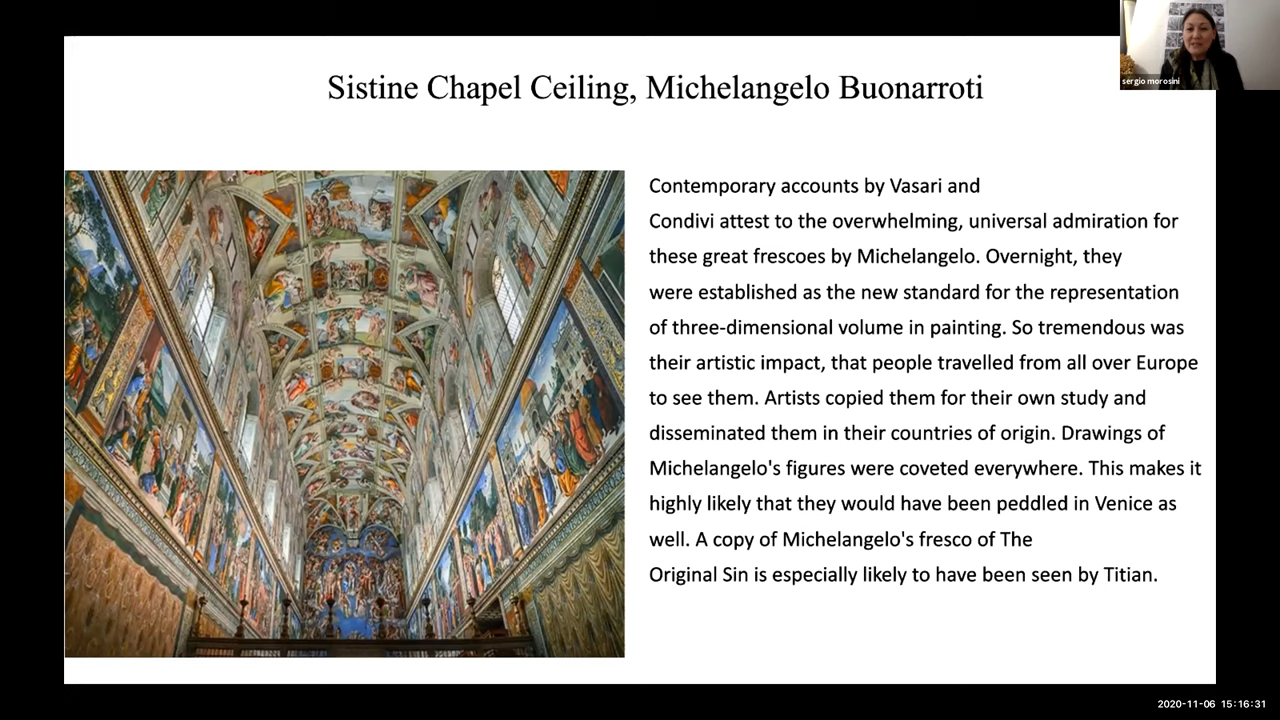 sergio morosini
Sistine Chapel Ceiling, Michelangelo Buonarroti
Contemporary accounts by Vasari and
Condivi attest to the overwhelming, universal admiration for
these great frescoes by Michelangelo. Overnight, they
were established as the new standard for the representation
of three-dimensional volume in painting. So tremendous was
their artistic impact, that people travelled from all over Europe
to see them. Artists copied them for their own study and
disseminated them in their countries of origin. Drawings of
Michelangelo's figures were coveted everywhere. This makes it
highly likely that they would have been peddled in Venice as
well. A copy of Michelangelo's fresco of The
Original Sin is especially likely to have been seen by Titian.
2020-11-06 15:16:31